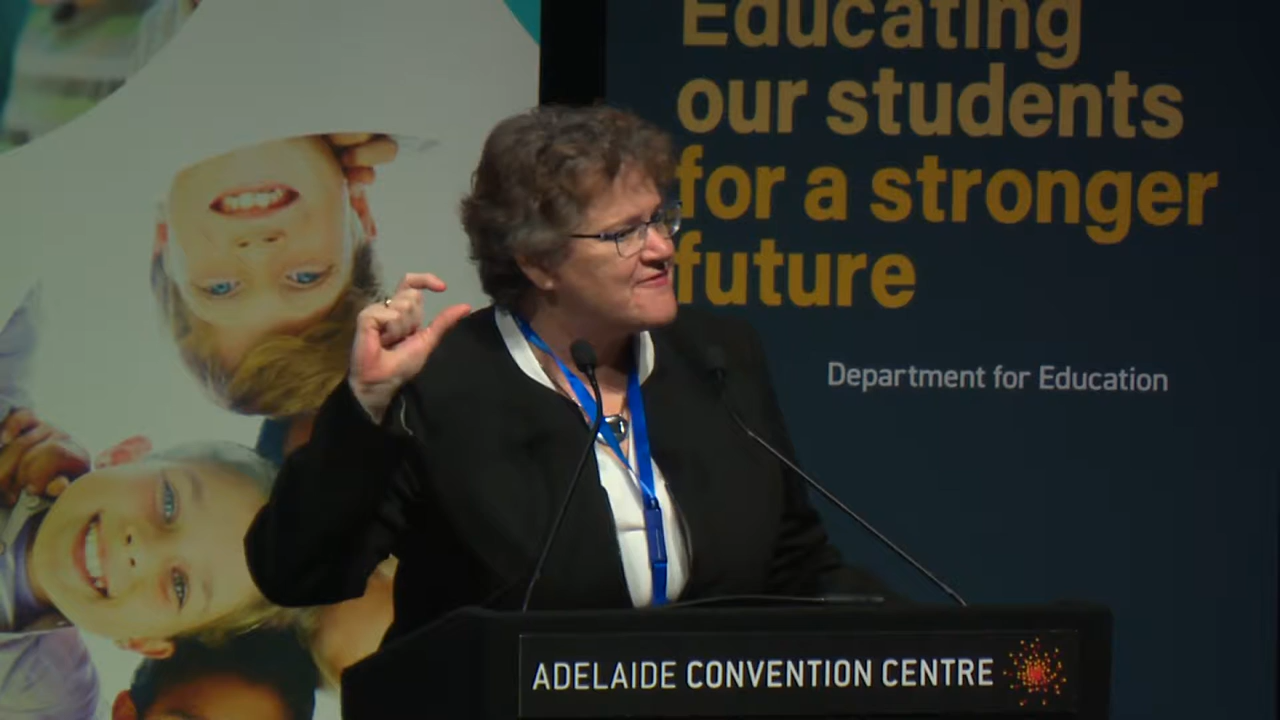 Educating
our students
for a stronger
future
Department for Education
ADELAIDE CONVENTION CENTRE